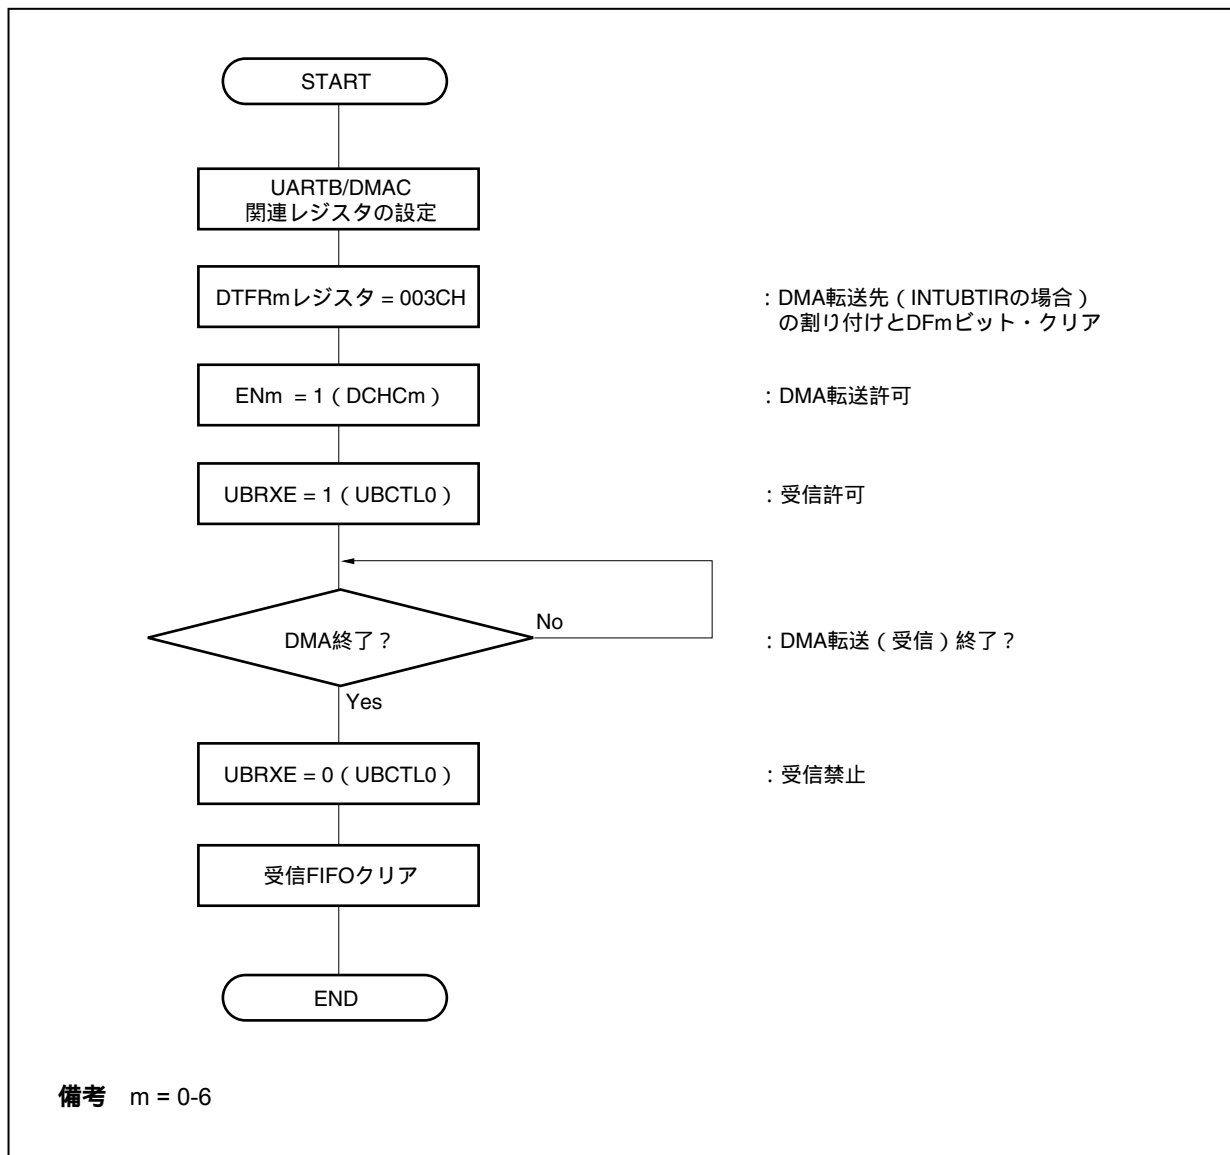 START
UARTB/DMAC
関連レジスタの設定
DTFRmレジスタ = 003CH
：DMA転送先（INTUBTIRの場合）
の割り付けとDFmビット・クリア
ENm = 1（DCHCm）
：DMA転送許可
UBRXE = 1（UBCTL0）
：受信許可
DMA終了？
No
：DMA転送（受信）終了？
Yes
UBRXE = 0（UBCTL0）
：受信禁止
受信FIFOクリア
END
備考 m = 0-6